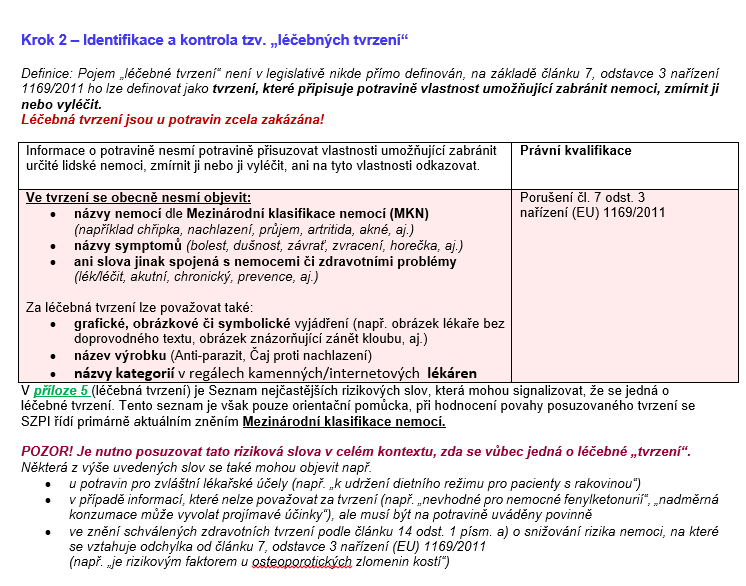 Krok 2 – Identifikace a kontrola tzv. „léčebných tvrzení“
Definice: Pojem „léčebné tvrzení“ není v legislativě nikde přímo definován, na základě článku 7, odstavce 3 nařízení
1169/2011 ho lze definovat jako tvrzení, které připisuje potravině vlastnost umožňující zabránit nemoci, zmírnit ji
nebo vyléčit.
Léčebná tvrzení jsou u potravin zcela zakázána!
Informace o potravině nesmí potravině přisuzovat vlastnosti umožňující zabránit
určité lidské nemoci, zmírnit ji nebo ji vyléčit, ani na tyto vlastnosti odkazovat.
Právní kvalifikace
Ve tvrzení se obecně nesmí objevit:
• názvy nemocí dle Mezinárodní klasifikace nemocí (MKN)
(například chřipka, nachlazení, průjem, artritida, akné, aj.)
• názvy symptomů (bolest, dušnost, závrať, zvracení, horečka, aj.)
• ani slova jinak spojená s nemocemi či zdravotními problémy
(lék/léčit, akutní, chronický, prevence, aj.)
Za léčebná tvrzení lze považovat také:
• grafické, obrázkové či symbolické vyjádření (např. obrázek lékaře bez
doprovodného textu, obrázek znázorňující zánět kloubu, aj.)
• název výrobku (Anti-parazit, Čaj proti nachlazení)
• názvy kategorií v regálech kamenných/internetových lékáren
Porušení čl. 7 odst. 3
nařízení (EU) 1169/2011
V příloze 5 (léčebná tvrzení) je Seznam nejčastějších rizikových slov, která mohou signalizovat, že se jedná o
léčebné tvrzení. Tento seznam je však pouze orientační pomůcka, při hodnocení povahy posuzovaného tvrzení se
SZPI řídí primárně aktuálním zněním Mezinárodní klasifikace nemocí.
POZOR! Je nutno posuzovat tato riziková slova v celém kontextu, zda se vůbec jedná o léčebné „tvrzení“.
Některá z výše uvedených slov se také mohou objevit např.
• u potravin pro zvláštní lékařské účely (např. „k udržení dietního režimu pro pacienty s rakovinou“)
• v případě informací, které nelze považovat za tvrzení (např. „nevhodné pro nemocné fenylketonurií“, „nadměrná
konzumace může vyvolat projímavé účinky“), ale musí být na potravině uváděny povinně
• ve znění schválených zdravotních tvrzení podle článku 14 odst. 1 písm. a) o snižování rizika nemoci, na které
se vztahuje odchylka od článku 7, odstavce 3 nařízení (EU) 1169/2011
(např. „je rizikovým faktorem u osteoporotických zlomenin kostí“)